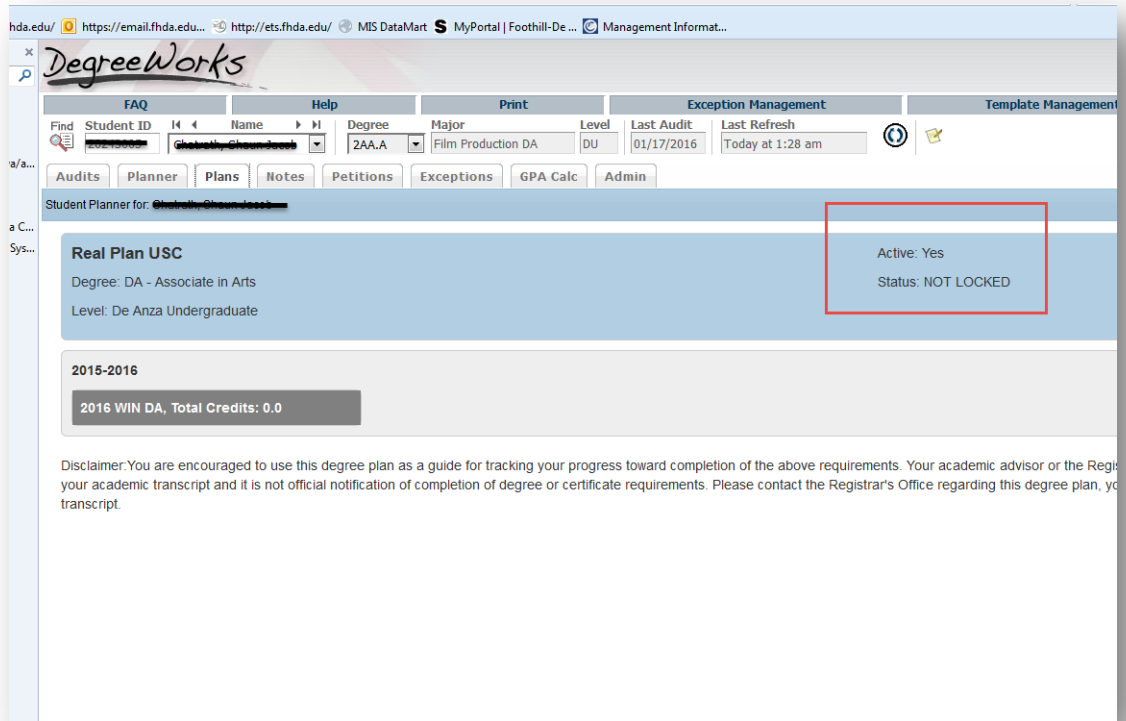 hda.edu/ https://email.fhda.edu... http://ets.fhda.edu/ MIS DataMart MyPortal | Foothill-De ... Management Informat...
DegreeWorks
FAQ Help Print Exception Management Template Management
Find Student ID Name Degree Major Level Last Audit Last Refresh
2AA.A Film Production DA DU 01/17/2016 Today at 1:28 am
/a...
Audits Planner Plans Notes Petitions Exceptions GPA Calc Admin
Student Planner for:
a C...
Sys...
Real Plan USC Active: Yes
Degree: DA - Associate in Arts Status: NOT LOCKED
Level: De Anza Undergraduate
2015-2016
2016 WIN DA, Total Credits: 0.0
Disclaimer:You are encouraged to use this degree plan as a guide for tracking your progress toward completion of the above requirements. Your academic advisor or the Regis
your academic transcript and it is not official notification of completion of degree or certificate requirements. Please contact the Registrar's Office regarding this degree plan, yo
transcript.